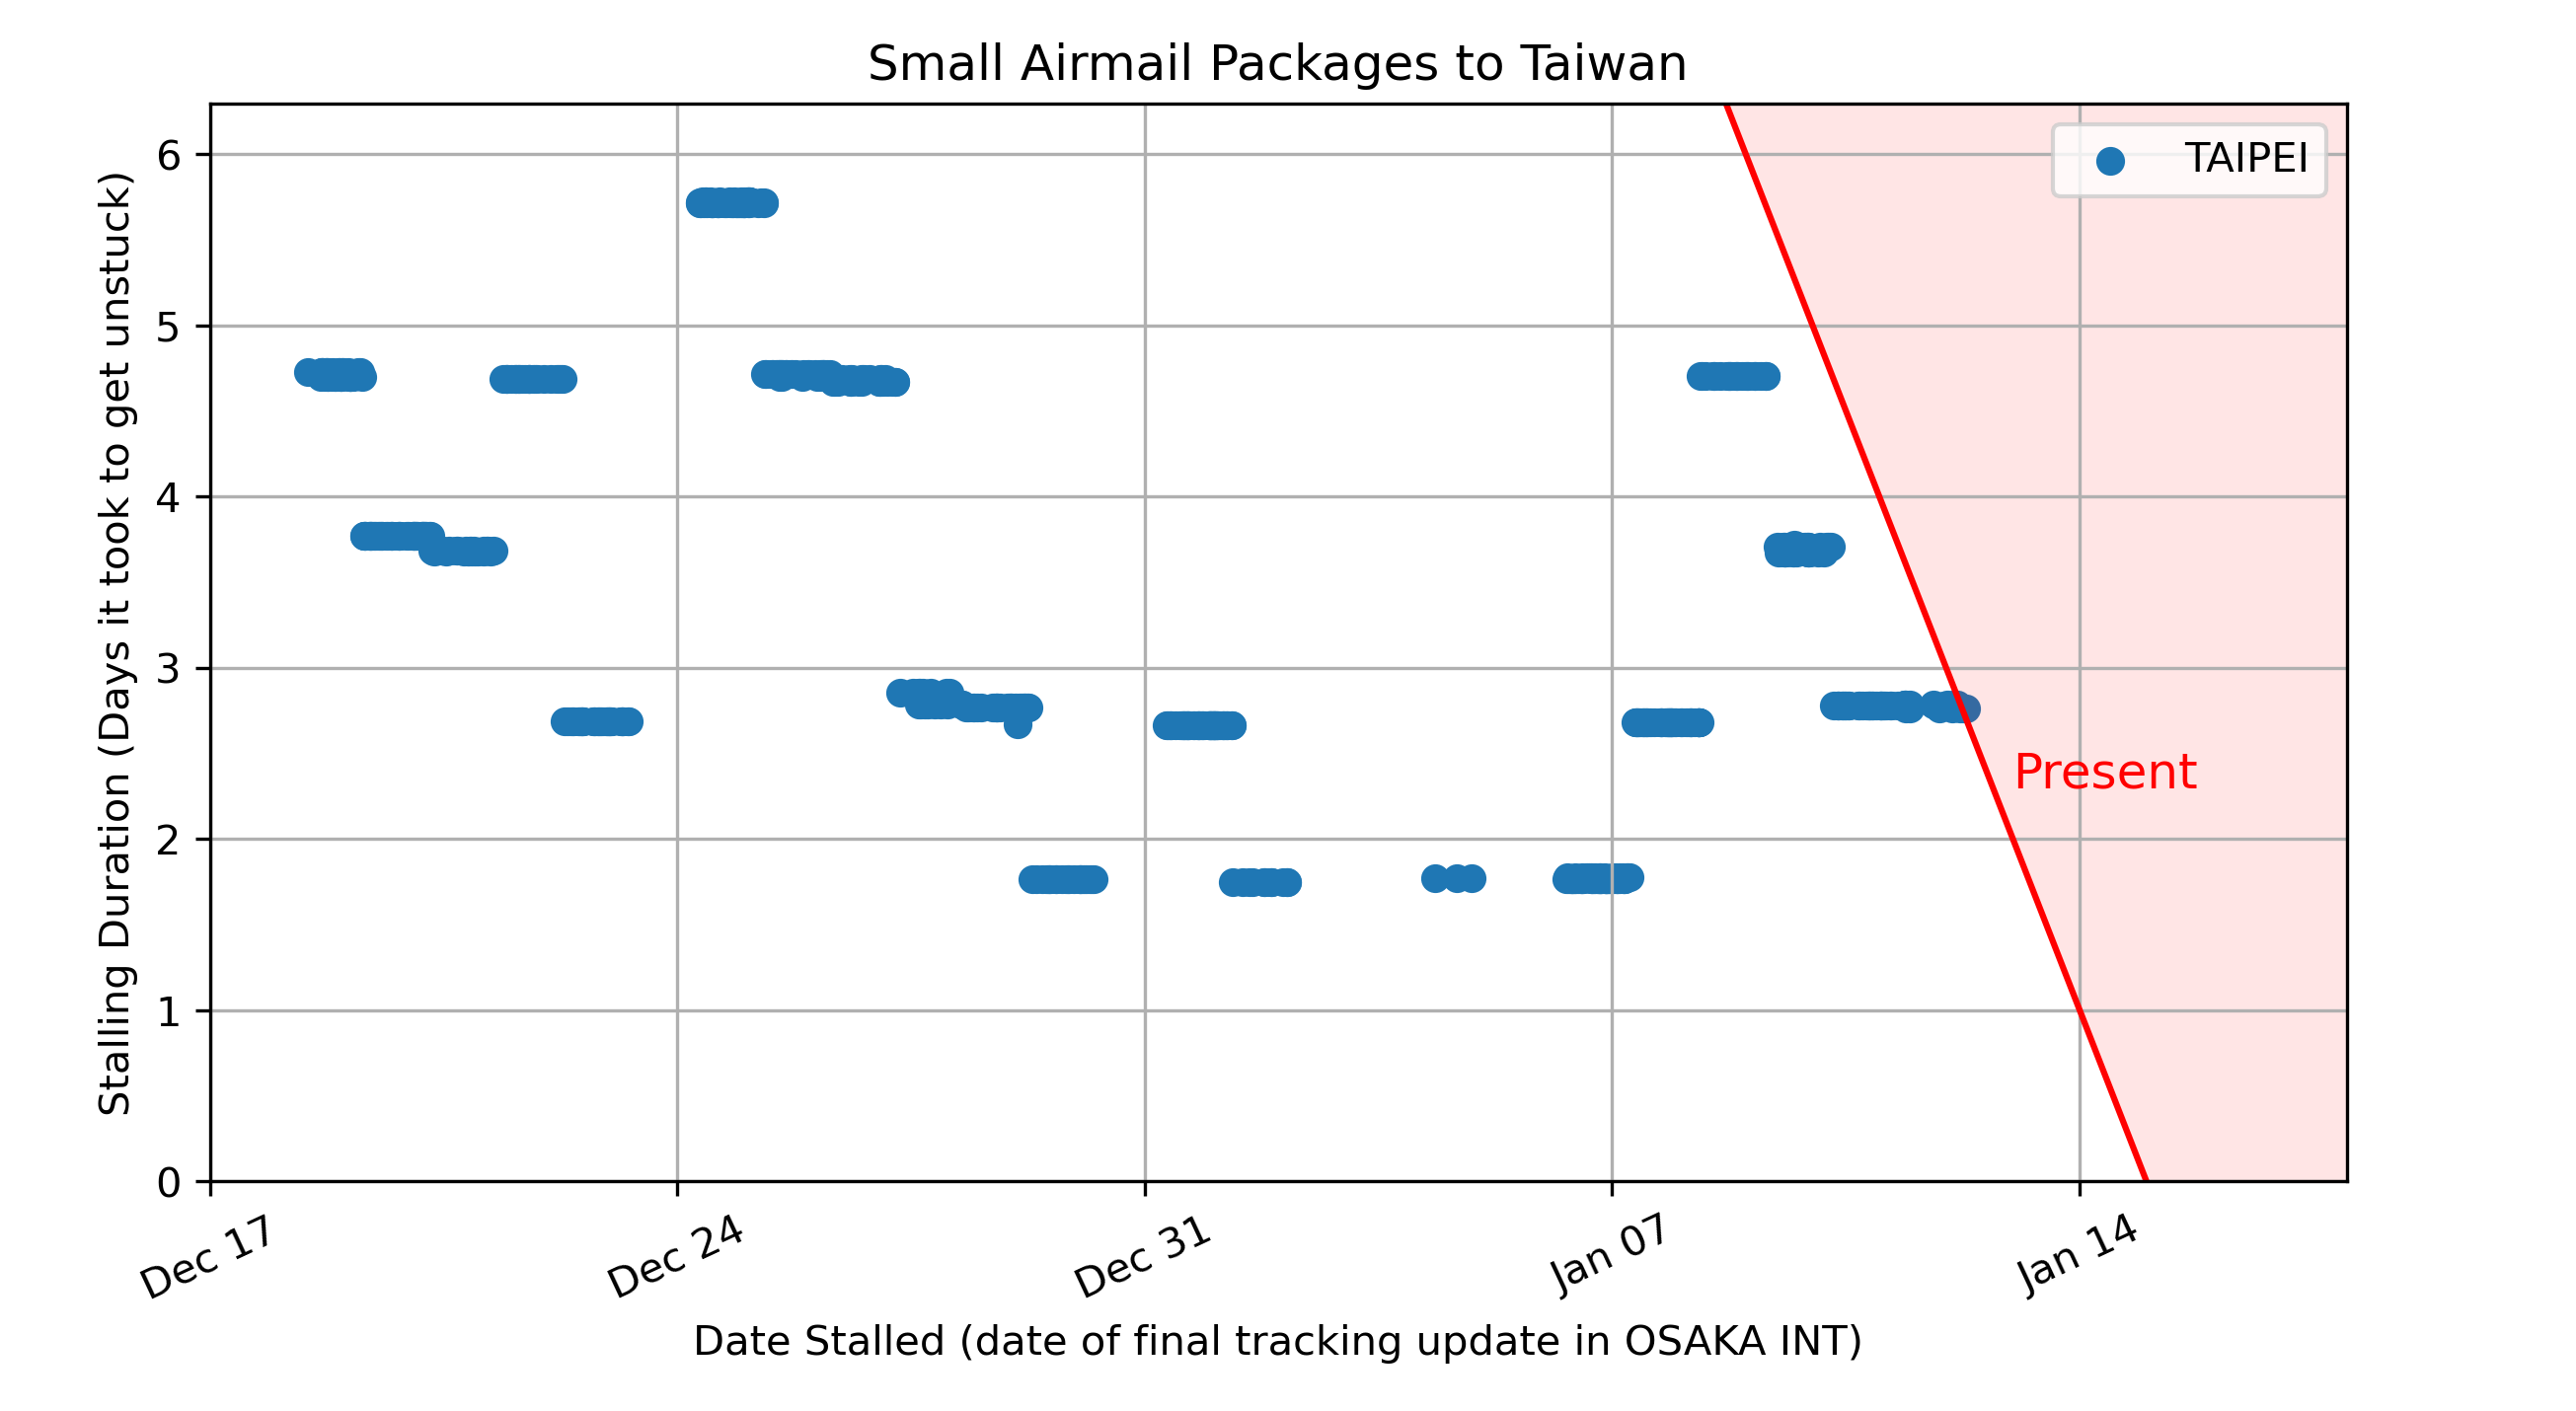 Small Airmail Packages to Taiwan
TAIPEI
Present
Stalling Duration (Days it took to get unstuck)
6
5
4
3
2
1
0
Dec 17
Dec 24
Dec 31
Jan 07
Jan 14
Date Stalled (date of final tracking update in OSAKA INT)